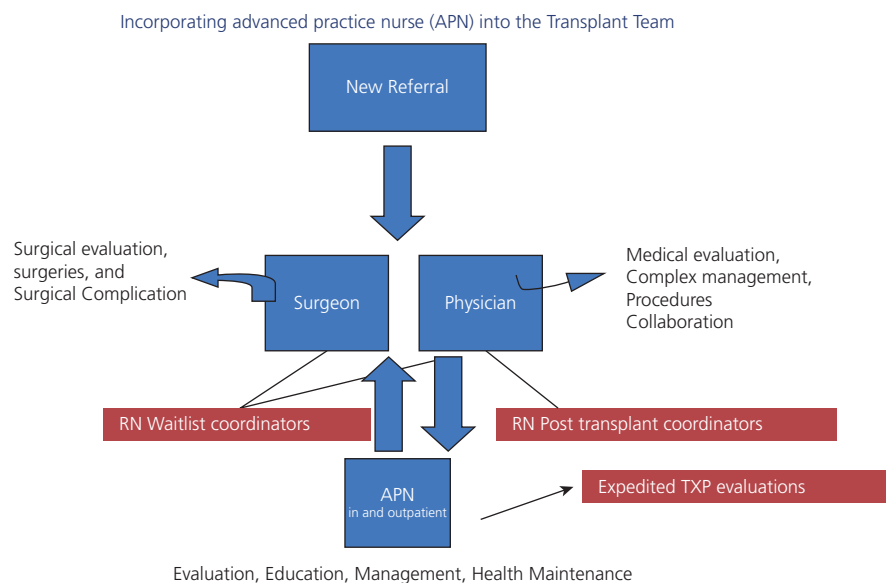 Incorporating advanced practice nurse (APN) into the Transplant Team
New Referral
Surgical evaluation,
surgeries, and
Surgical Complication
Surgeon
Physician
Medical evaluation,
Complex management,
Procedures
Collaboration
RN Waitlist coordinators
RN Post transplant coordinators
APN
in and outpatient
Expedited TXP evaluations
Evaluation, Education, Management, Health Maintenance